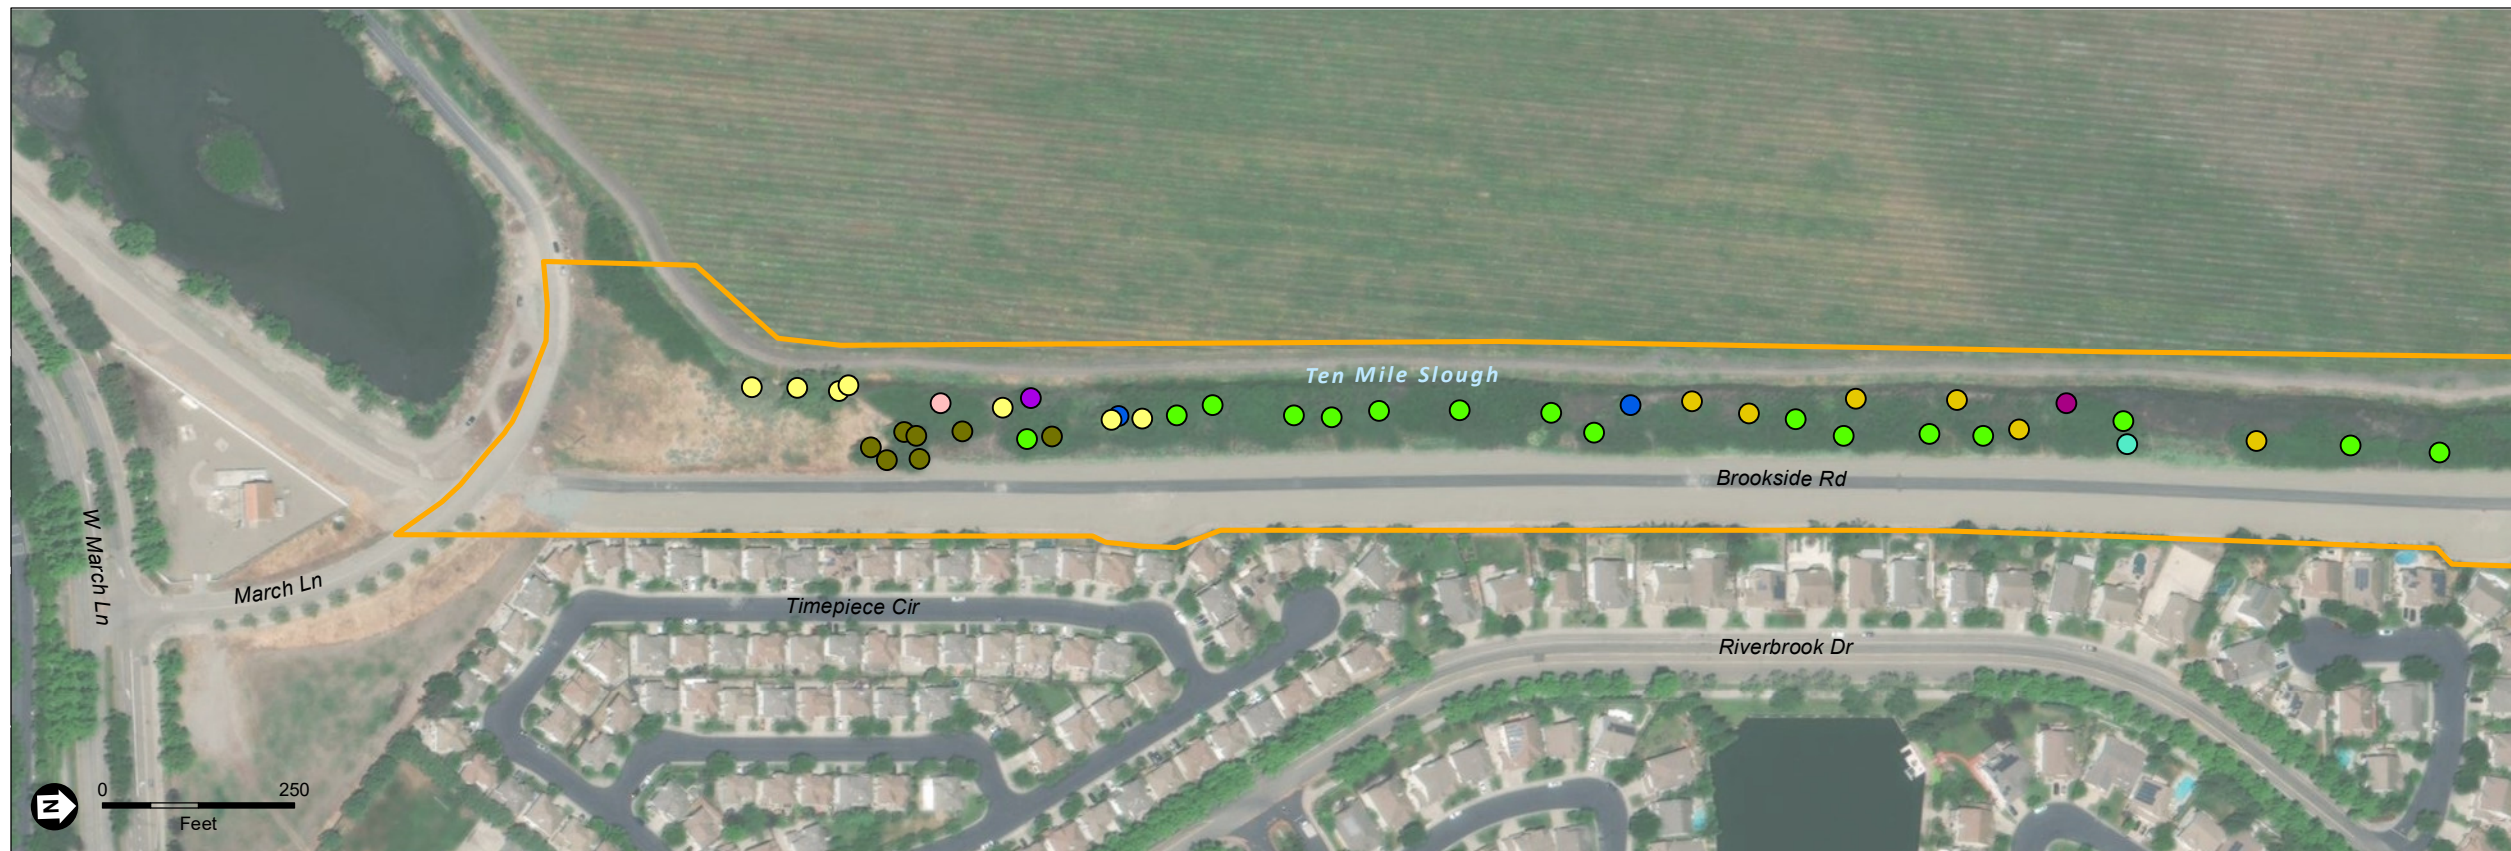 Ten Mile Slough
Brookside Rd
W March Ln
March Ln
Timepiece Cir
Riverbrook Dr
N
0 250
Feet